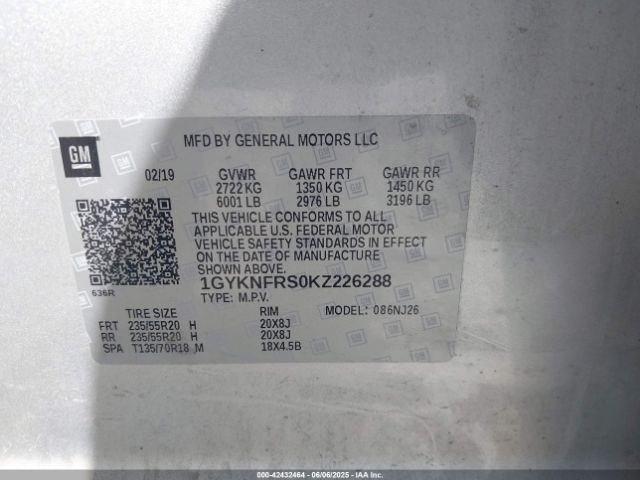 GM
MFD BY GENERAL MOTORS LLC
02/19 GVWR GAWR FRT GAWR RR
2722 KG 1350 KG 1450 KG
6001 LB 2976 LB 3196 LB
THIS VEHICLE CONFORMS TO ALL
APPLICABLE U.S. FEDERAL MOTOR
VEHICLE SAFETY STANDARDS IN EFFECT
ON THE DATE OF MANUFACTURE
SHOWN ABOVE.
636R
1GYKNFRS0KZ226288
TYPE: M.P.V. MODEL: 086NJ26
TIRE SIZE RIM
FRT 235/55R20 H 20X8J
RR 235/55R20 H 20X8J
SPA T135/70R18 M 18X4.5B
000-42432464 | 06/06/2025 | IAAI.COM